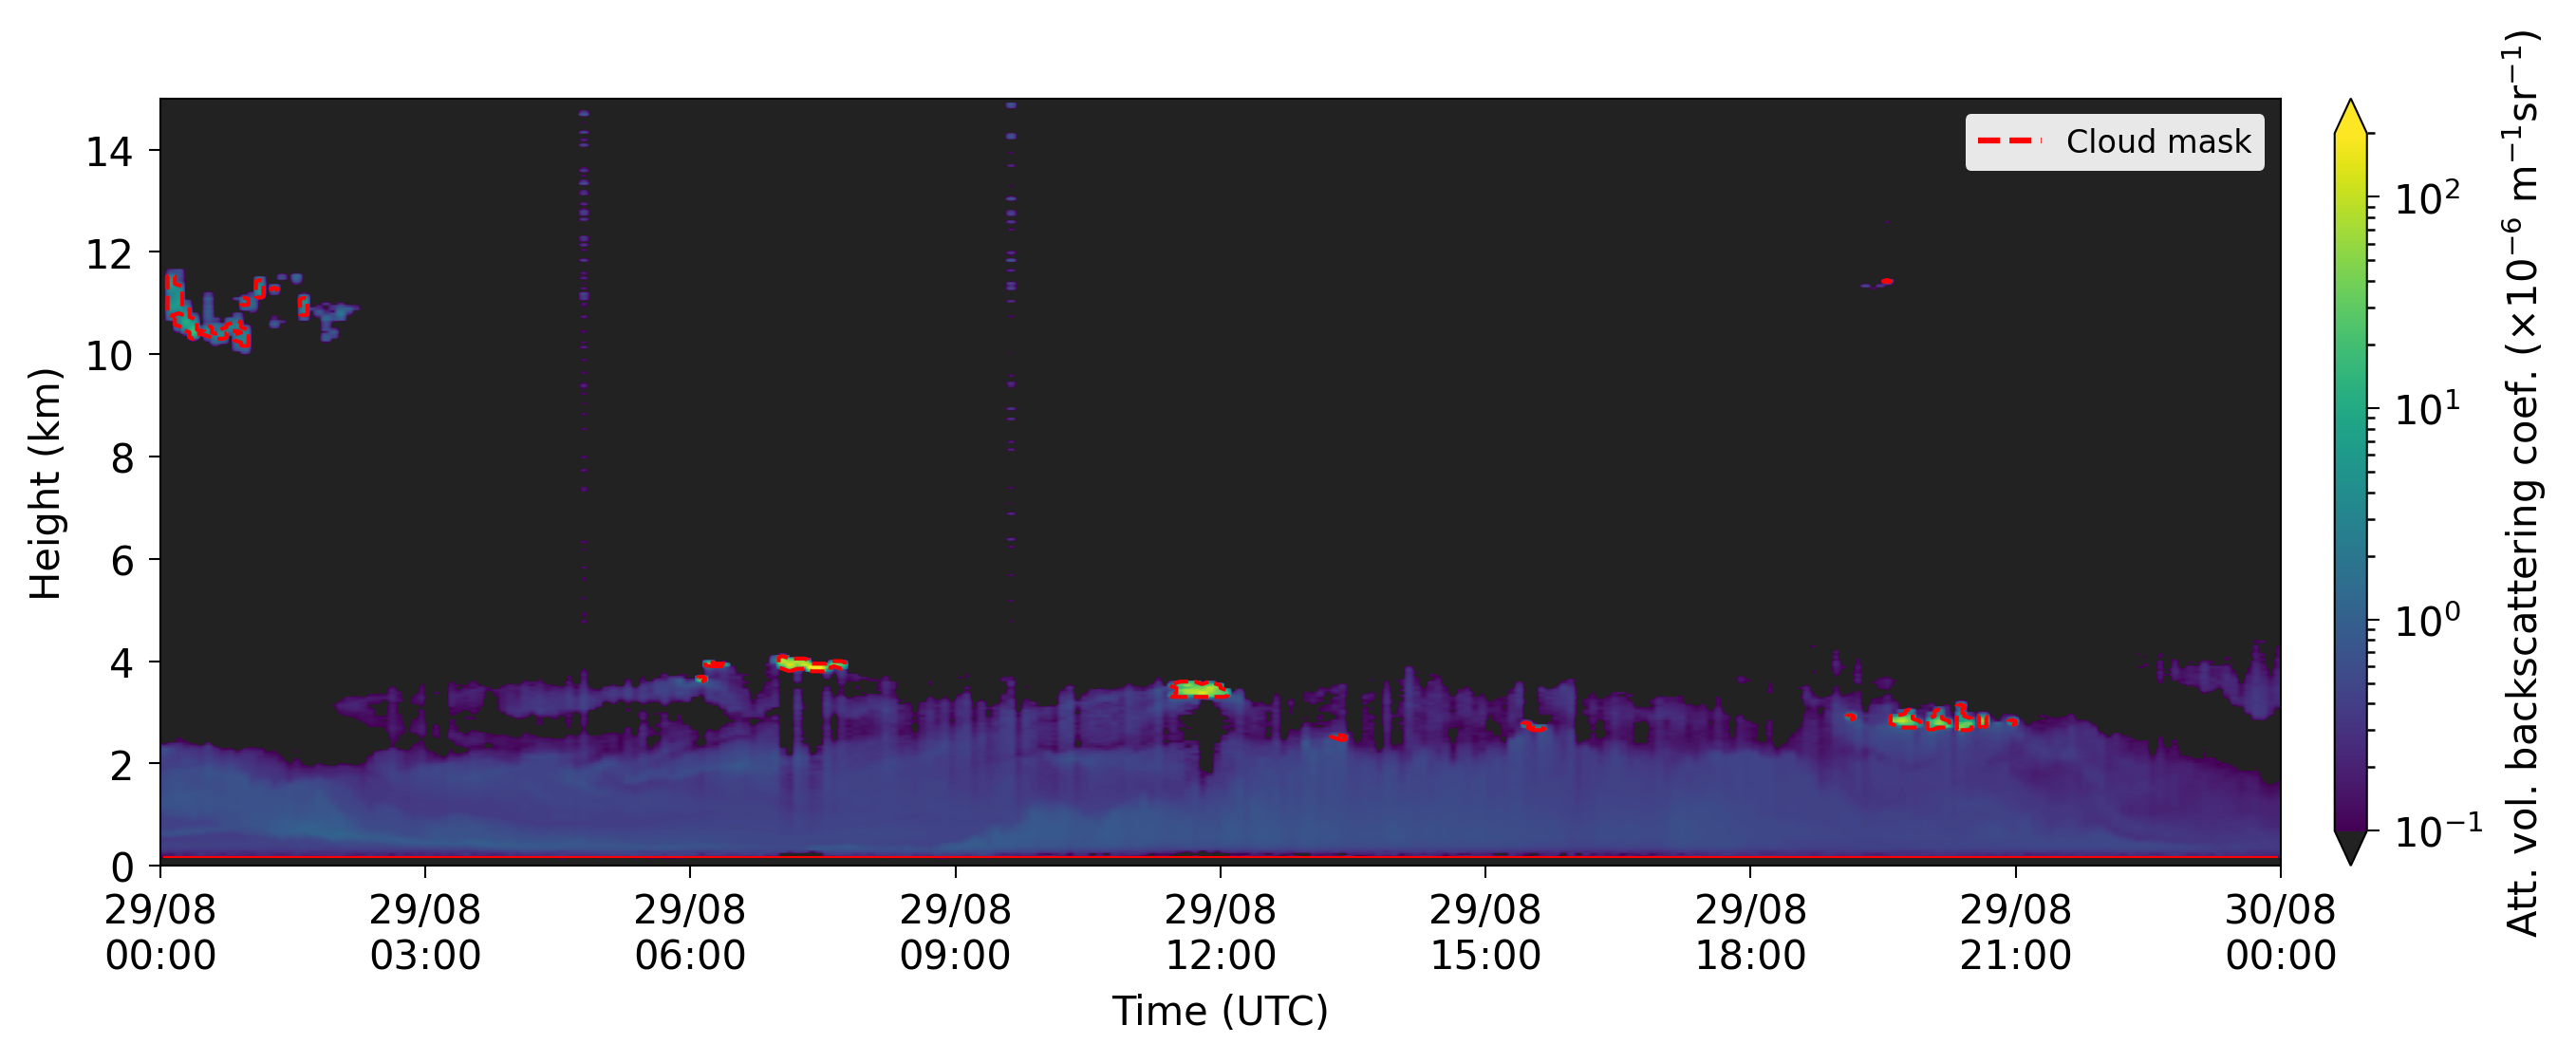 Cloud mask
14
12
10
8
6
4
2
0
Height (km)
29/08 29/08 29/08 29/08 29/08 29/08 29/08 29/08 30/08
00:00 03:00 06:00 09:00 12:00 15:00 18:00 21:00 00:00
Time (UTC)
10²
10¹
10⁰
10⁻¹
Att. vol. backscattering coef. (×10⁻⁶ m⁻¹sr⁻¹)